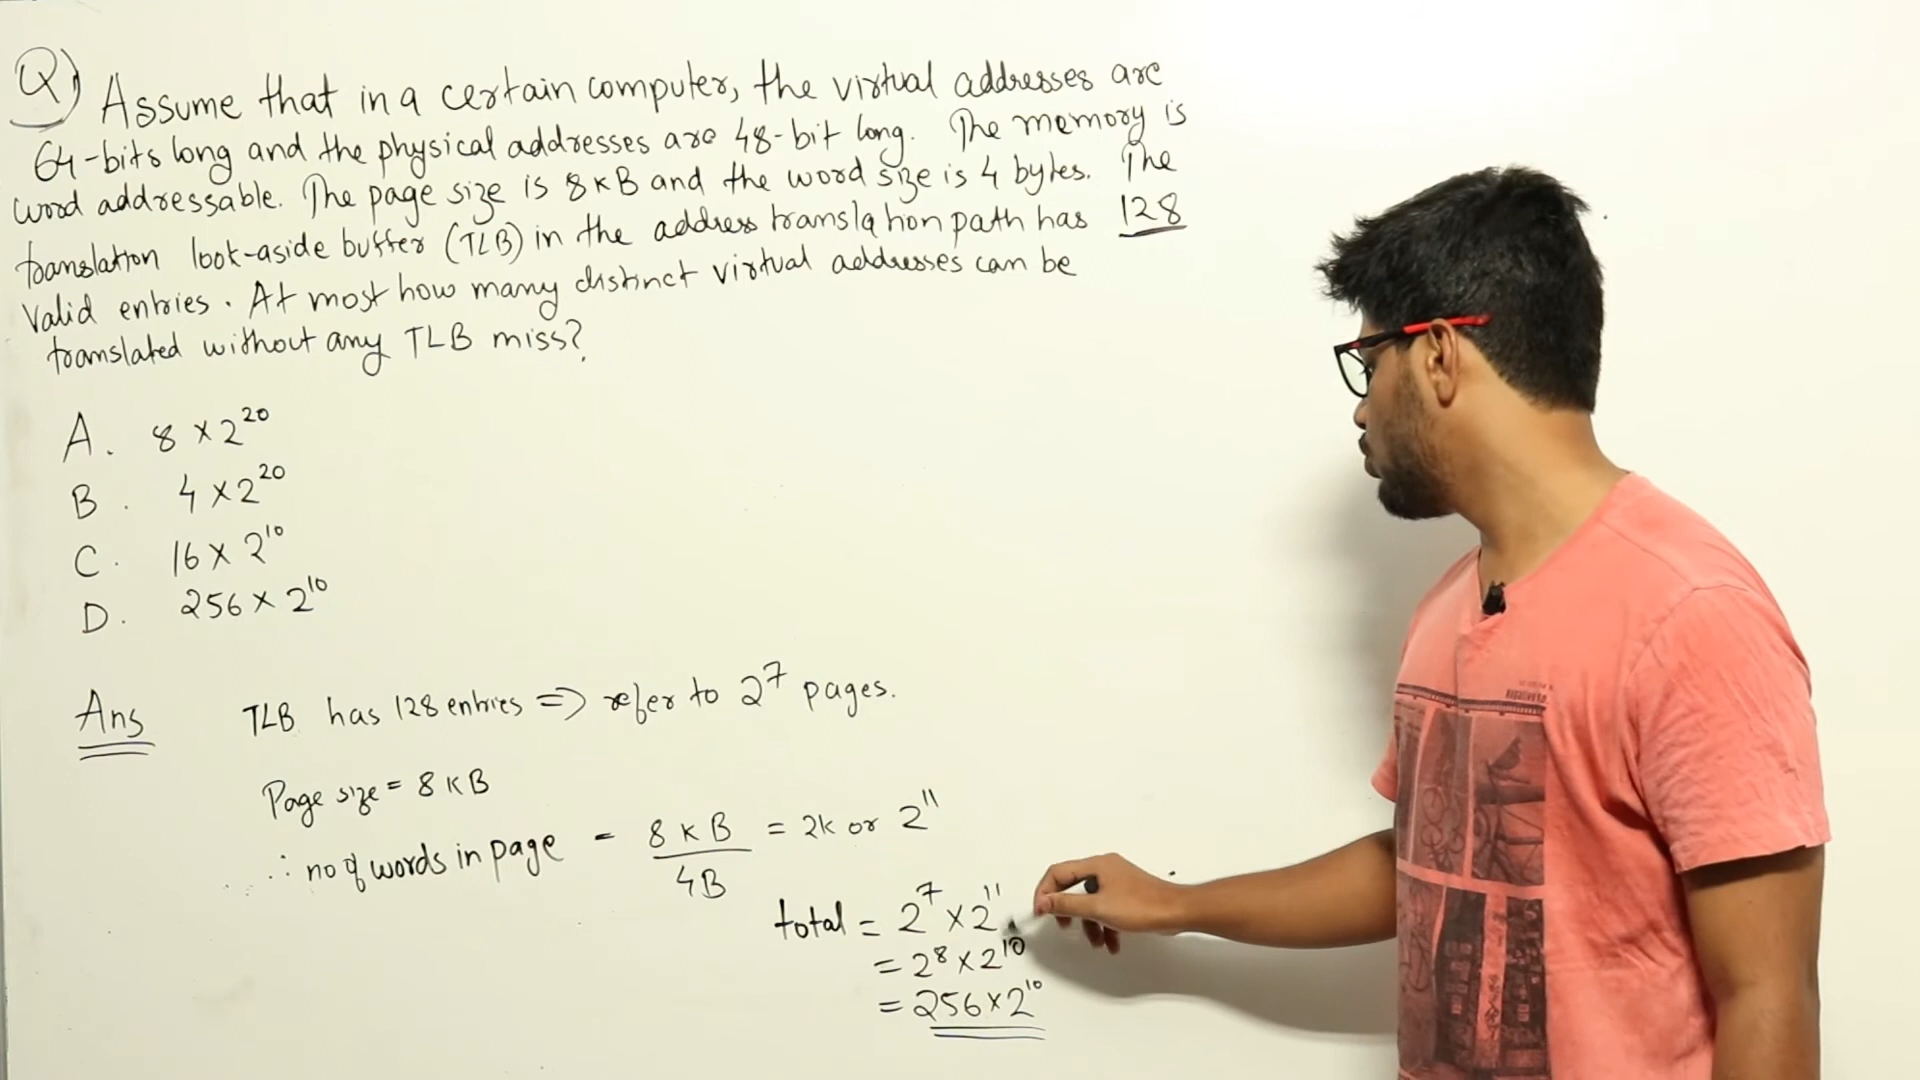 Q) Assume that in a certain computer, the virtual addresses are
64-bits long and the physical addresses are 48-bit long. The memory is
word addressable. The page size is 8KB and the word size is 4 bytes. The
translation look-aside buffer (TLB) in the address translation path has 128
Valid entries. At most how many distinct virtual addresses can be
translated without any TLB miss?
A. 8 × 2^20
B. 4 × 2^20
C. 16 × 2^10
D. 256 × 2^10
Ans TLB has 128 entries => refer to 2^7 pages.
Page size = 8 KB
∴ no of words in page = 8 KB / 4B = 2K or 2^11
total = 2^7 × 2^11
= 2^8 × 2^10
= 256 × 2^10